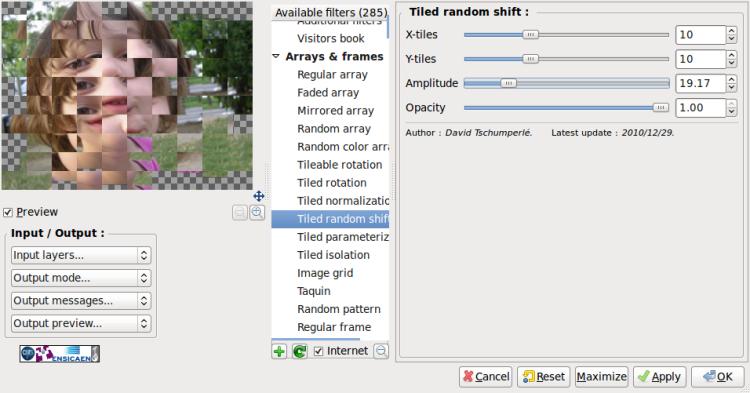 Available filters (285)
Additional filters
Visitors book
Arrays & frames
Regular array
Faded array
Mirrored array
Random array
Random color arr
Tileable rotation
Tiled rotation
Tiled normalizatio
Tiled random shift
Tiled parameteriz
Tiled isolation
Image grid
Taquin
Random pattern
Regular frame
Internet
Preview
Input / Output :
Input layers...
Output mode...
Output messages...
Output preview...
ENSICAEN
Tiled random shift :
X-tiles 10
Y-tiles 10
Amplitude 19.17
Opacity 1.00
Author : David Tschumperlé. Latest update : 2010/12/29.
Cancel Reset Maximize Apply OK